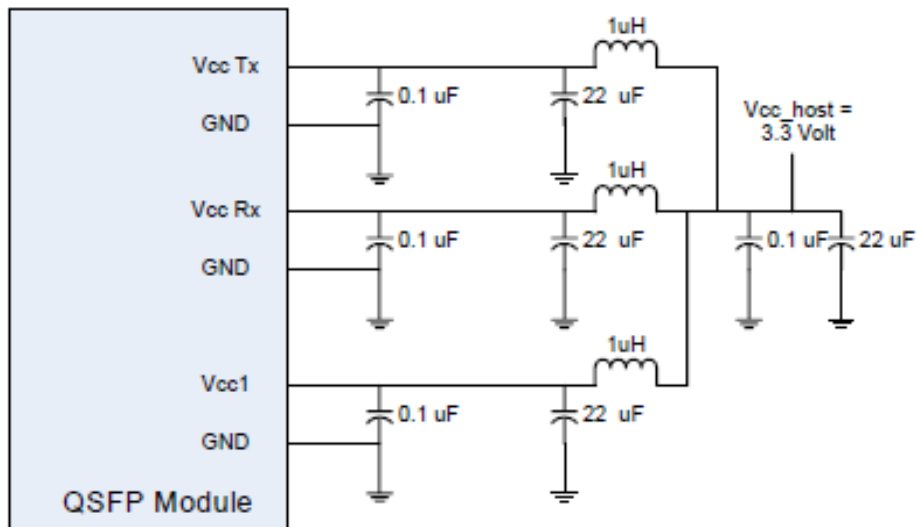 1uH
Vcc Tx
0.1 uF
22 uF
GND
Vcc_host =
3.3 Volt
1uH
Vcc Rx
0.1 uF
22 uF
0.1 uF
22 uF
GND
1uH
Vcc1
0.1 uF
22 uF
GND
QSFP Module